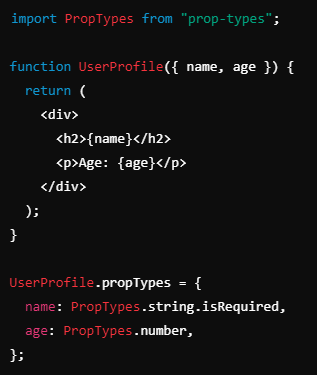 import PropTypes from "prop-types";

function UserProfile({ name, age }) {
  return (
    <div>
      <h2>{name}</h2>
      <p>Age: {age}</p>
    </div>
  );
}

UserProfile.propTypes = {
  name: PropTypes.string.isRequired,
  age: PropTypes.number,
};